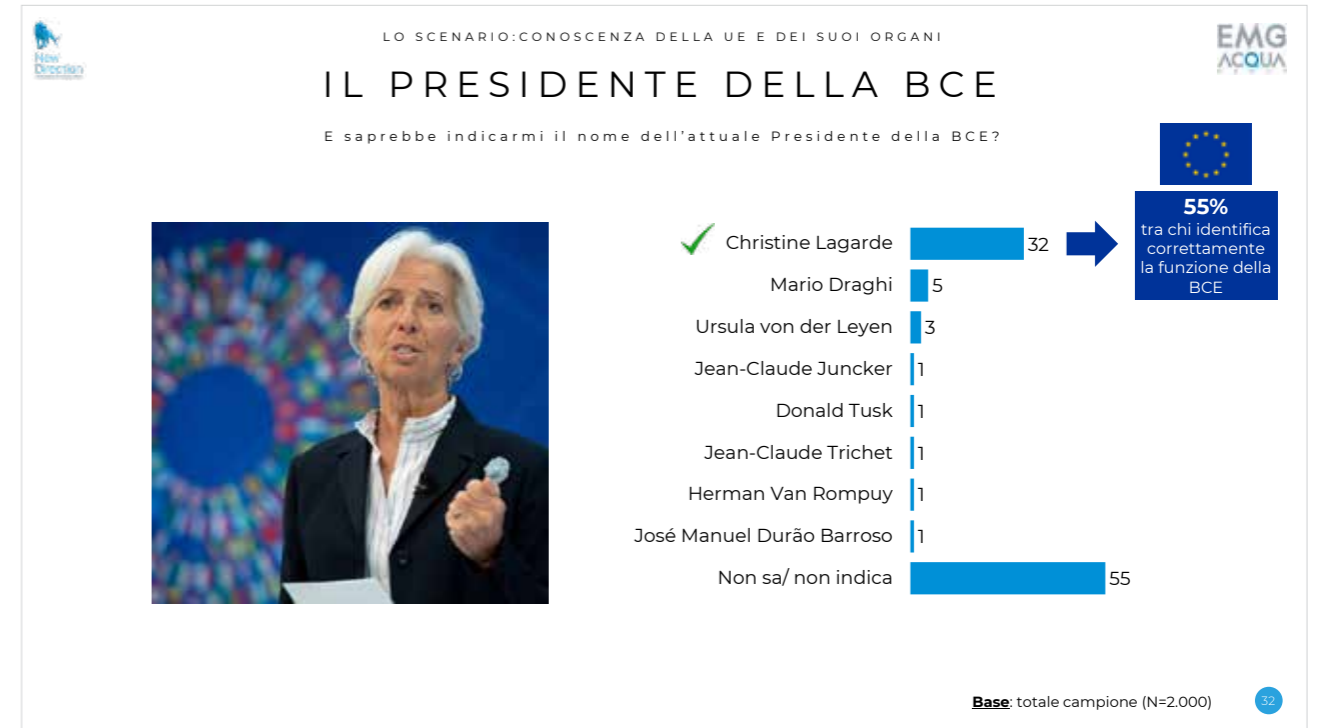 New
Direction
LO SCENARIO:CONOSCENZA DELLA UE E DEI SUOI ORGANI
EMG
ACQUA
IL PRESIDENTE DELLA BCE
E saprebbe indicarmi il nome dell'attuale Presidente della BCE?
55%
tra chi identifica
correttamente
la funzione della
BCE
Christine Lagarde 32
Mario Draghi 5
Ursula von der Leyen 3
Jean-Claude Juncker 1
Donald Tusk 1
Jean-Claude Trichet 1
Herman Van Rompuy 1
José Manuel Durão Barroso 1
Non sa/ non indica 55
Base: totale campione (N=2.000)
32